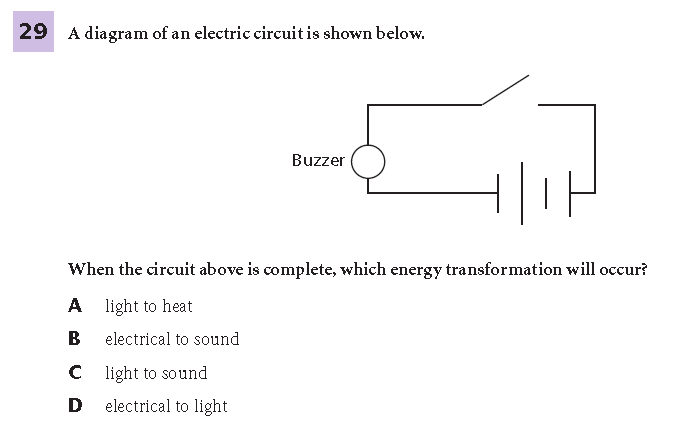 29 A diagram of an electric circuit is shown below.
Buzzer
When the circuit above is complete, which energy transformation will occur?
A light to heat
B electrical to sound
C light to sound
D electrical to light